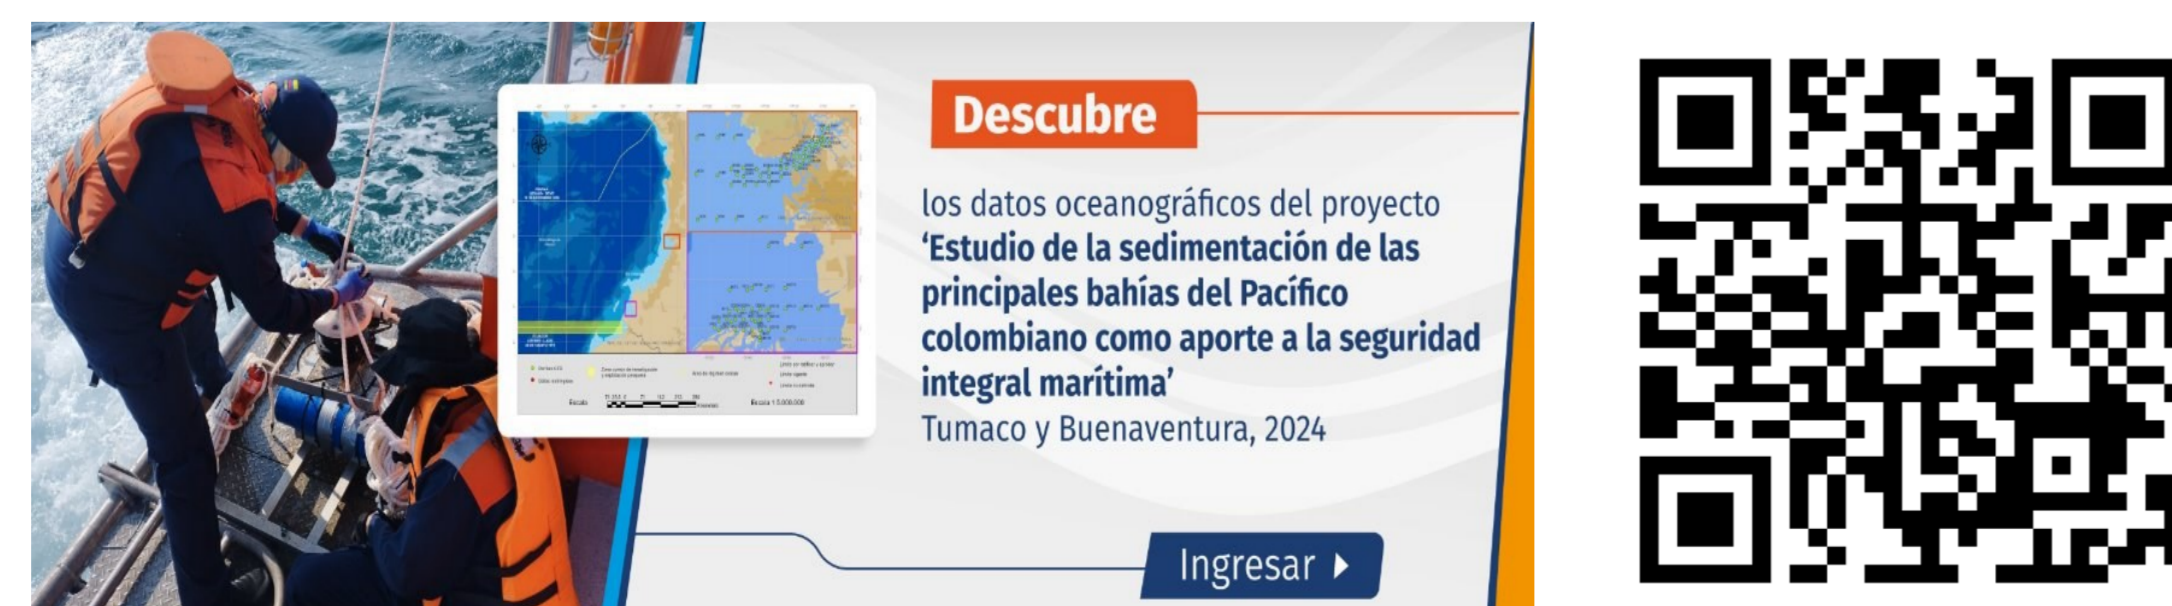 Descubre
los datos oceanográficos del proyecto
‘Estudio de la sedimentación de las
principales bahías del Pacífico
colombiano como aporte a la seguridad
integral marítima’
Tumaco y Buenaventura, 2024
Ingresar